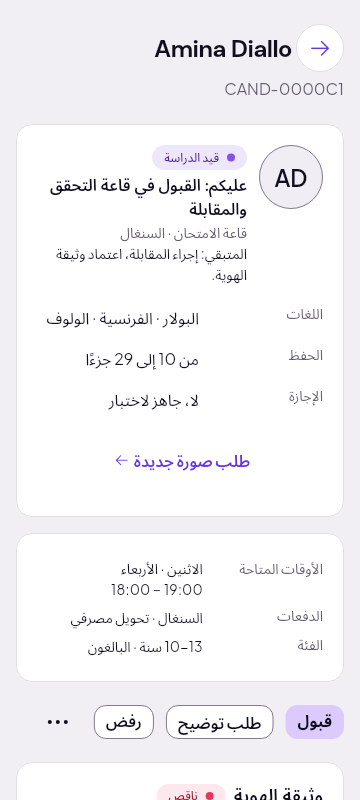 Amina Diallo
CAND-0000C1
AD
قيد الدراسة
عليكم: القبول في قاعة التحقق
والمقابلة
قاعة الامتحان · السنغال
المتبقي: إجراء المقابلة، اعتماد وثيقة
الهوية.
اللغات
البولار · الفرنسية · الولوف
الحفظ
من 10 إلى 29 جزءًا
الإجازة
لا، جاهز لاختبار
طلب صورة جديدة ←
الأوقات المتاحة
الاثنين · الأربعاء
18:00 – 19:00
الدفعات
السنغال · تحويل مصرفي
الفئة
10–13 سنة · البالغون
قبول
طلب توضيح
رفض
•••
وثيقة الهوية
ناقص